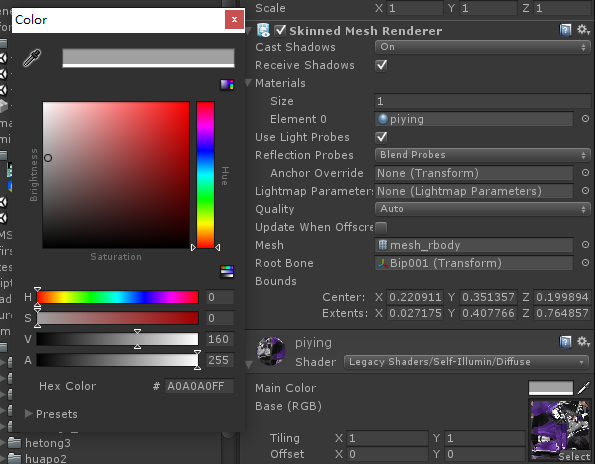 Color
x
Brightness
Hue
Saturation
H 0
S 0
V 160
A 255
Hex Color # A0A0A0FF
Presets
hetong3
huapo2
Scale X 1 Y 1 Z 1
Skinned Mesh Renderer
Cast Shadows On
Receive Shadows
Materials
Size 1
Element 0 piying
Use Light Probes
Reflection Probes Blend Probes
Anchor Override None (Transform)
Lightmap Parameters None (Lightmap Parameters)
Quality Auto
Update When Offscre
Mesh mesh_rbody
Root Bone Bip001 (Transform)
Bounds
Center: X 0.220911 Y 0.351357 Z 0.199894
Extents: X 0.027175 Y 0.407766 Z 0.764857
piying
Shader Legacy Shaders/Self-Illumin/Diffuse
Main Color
Base (RGB)
Tiling X 1 Y 1
Offset X 0 Y 0
Select